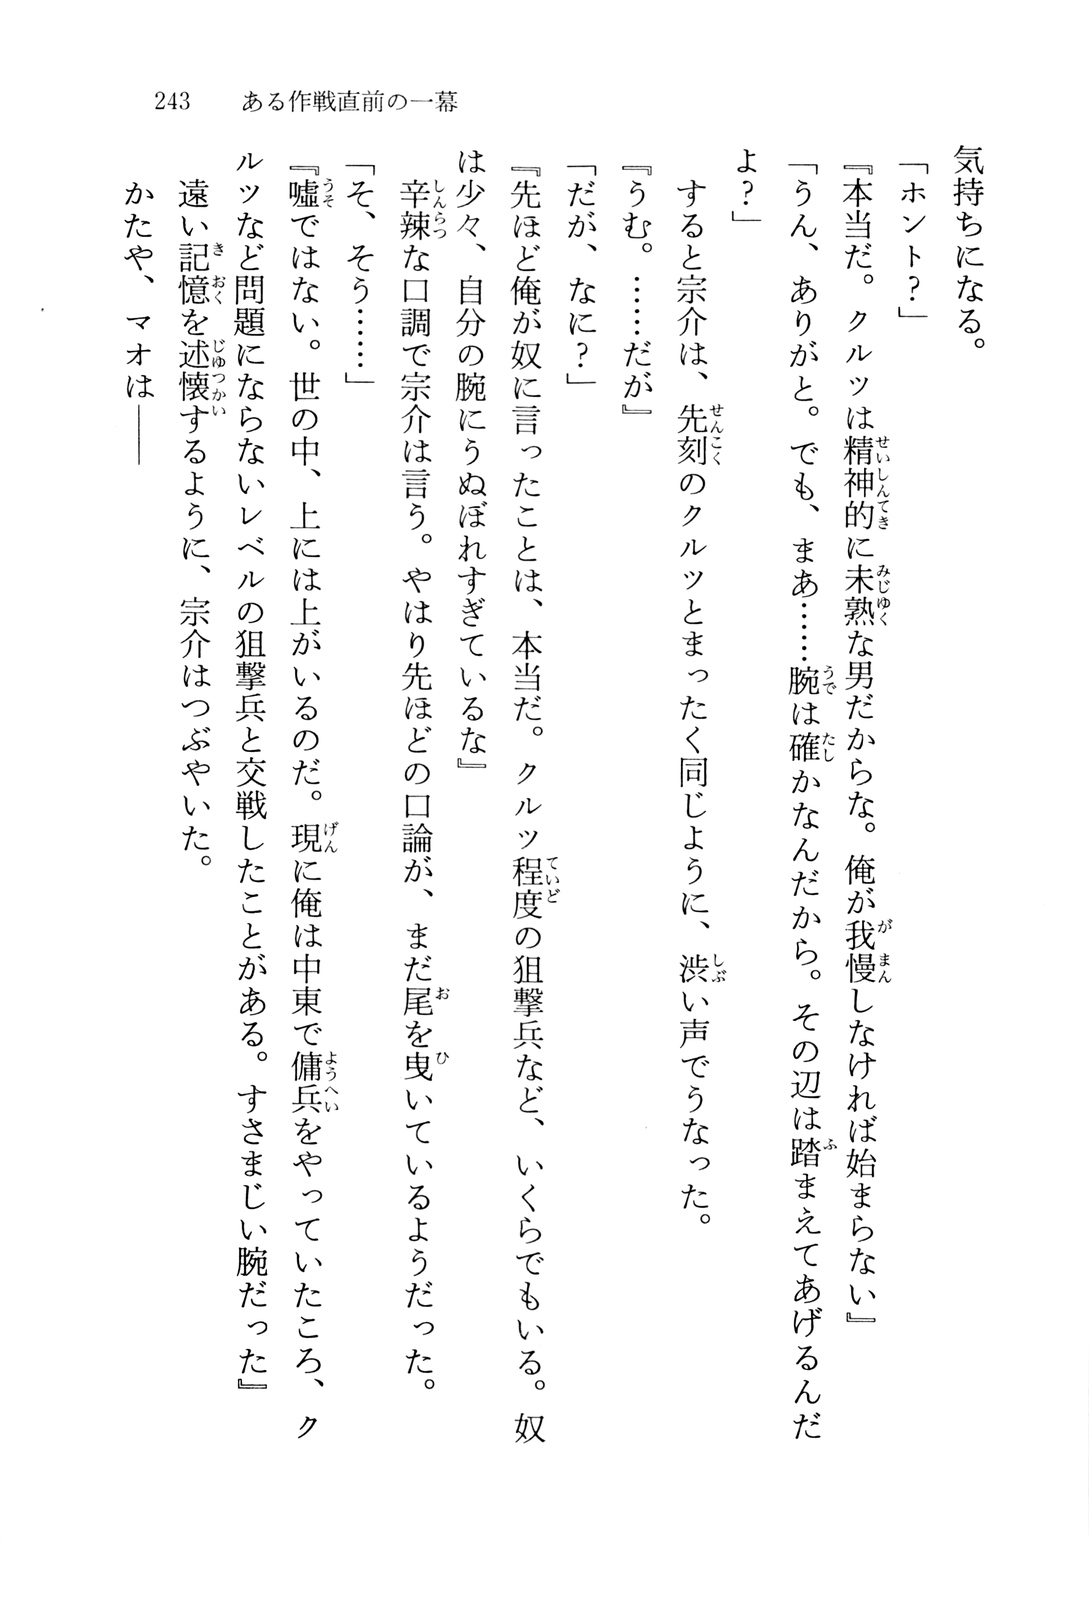 243　ある作戦直前の一幕
気持ちになる。
「ホント？」
『本当だ。クルツは精神的に未熟な男だからな。俺が我慢しなければ始まらない』
「うん、ありがと。でも、まあ……腕は確かなんだから。その辺は踏まえてあげるんだ
よ？」
　すると宗介は、先刻のクルツとまったく同じように、渋い声でうなった。
『うむ。……だが』
「だが、なに？」
『先ほど俺が奴に言ったことは、本当だ。クルツ程度の狙撃兵など、いくらでもいる。奴
は少々、自分の腕にうぬぼれすぎているな』
　辛辣な口調で宗介は言う。やはり先ほどの口論が、まだ尾を曳いているようだった。
「そ、そう……」
『嘘ではない。世の中、上には上がいるのだ。現に俺は中東で傭兵をやっていたころ、ク
ルツなど問題にならないレベルの狙撃兵と交戦したことがある。すさまじい腕だった』
　遠い記憶を述懐するように、宗介はつぶやいた。
　かたや、マオは――